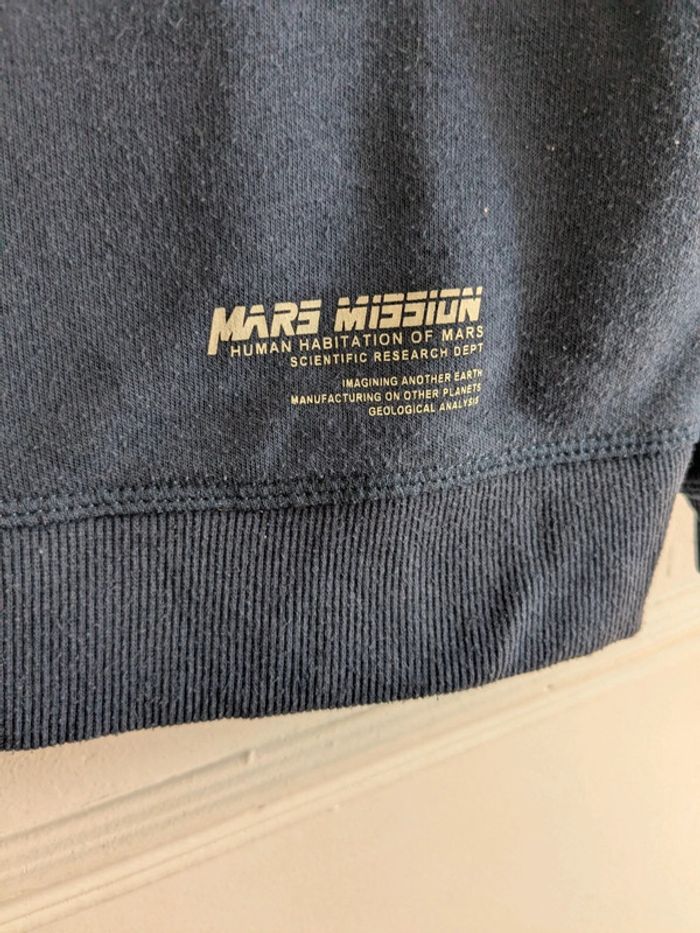 MARS MISSION
HUMAN HABITATION OF MARS
SCIENTIFIC RESEARCH DEPT
IMAGINING ANOTHER EARTH
MANUFACTURING ON OTHER PLANETS
GEOLOGICAL ANALYSIS